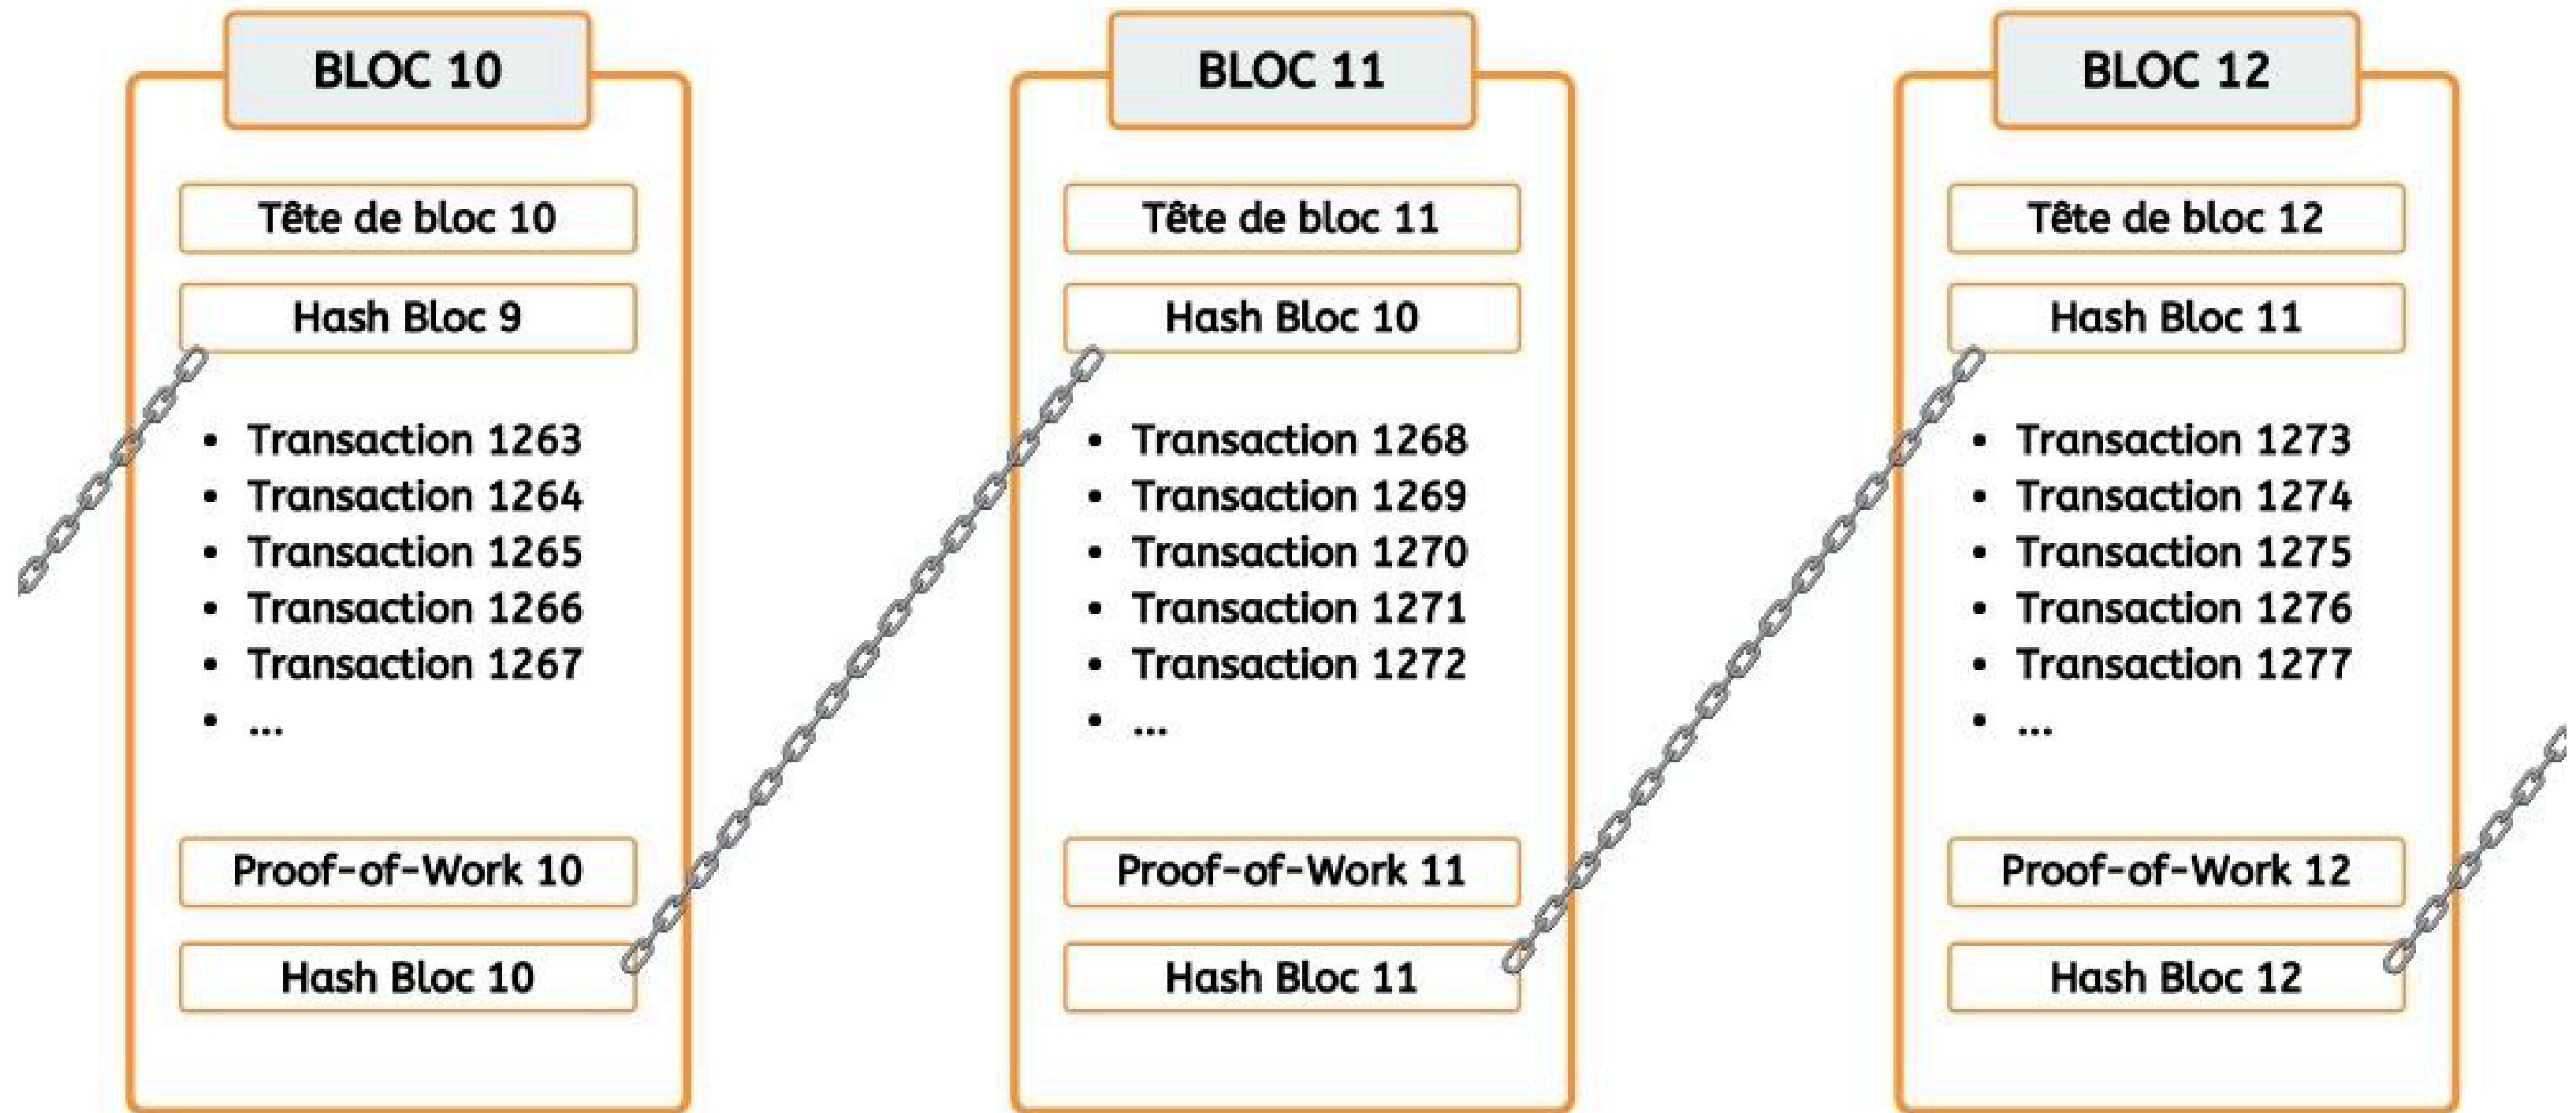 BLOC 10
Tête de bloc 10
Hash Bloc 9
• Transaction 1263
• Transaction 1264
• Transaction 1265
• Transaction 1266
• Transaction 1267
• ...
Proof-of-Work 10
Hash Bloc 10
BLOC 11
Tête de bloc 11
Hash Bloc 10
• Transaction 1268
• Transaction 1269
• Transaction 1270
• Transaction 1271
• Transaction 1272
• ...
Proof-of-Work 11
Hash Bloc 11
BLOC 12
Tête de bloc 12
Hash Bloc 11
• Transaction 1273
• Transaction 1274
• Transaction 1275
• Transaction 1276
• Transaction 1277
• ...
Proof-of-Work 12
Hash Bloc 12